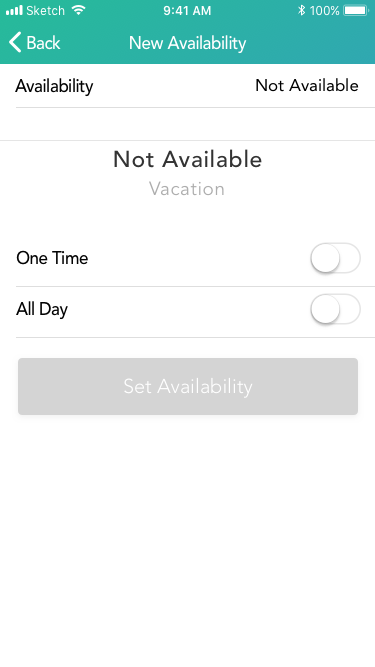 Sketch 9:41 AM 100%
Back New Availability
Availability Not Available
Not Available
Vacation
One Time
All Day
Set Availability